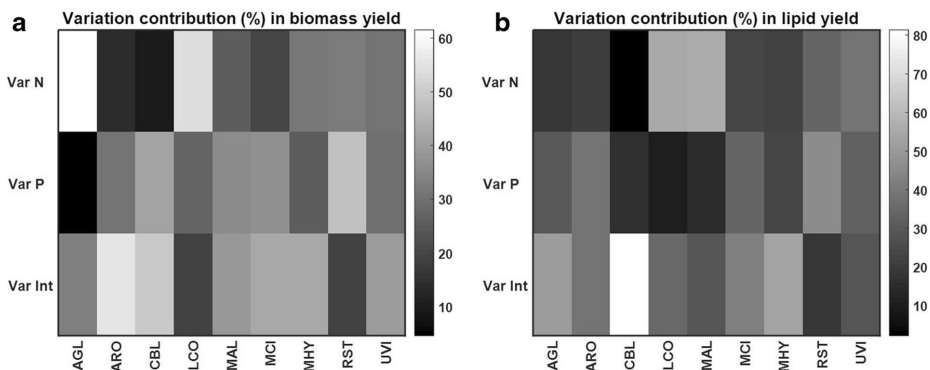 a
Variation contribution (%) in biomass yield
Var N
Var P
Var Int
AGL ARO CBL LCO MAL MCI MHY RST UVI
60
50
40
30
20
10
b
Variation contribution (%) in lipid yield
Var N
Var P
Var Int
AGL ARO CBL LCO MAL MCI MHY RST UVI
80
70
60
50
40
30
20
10